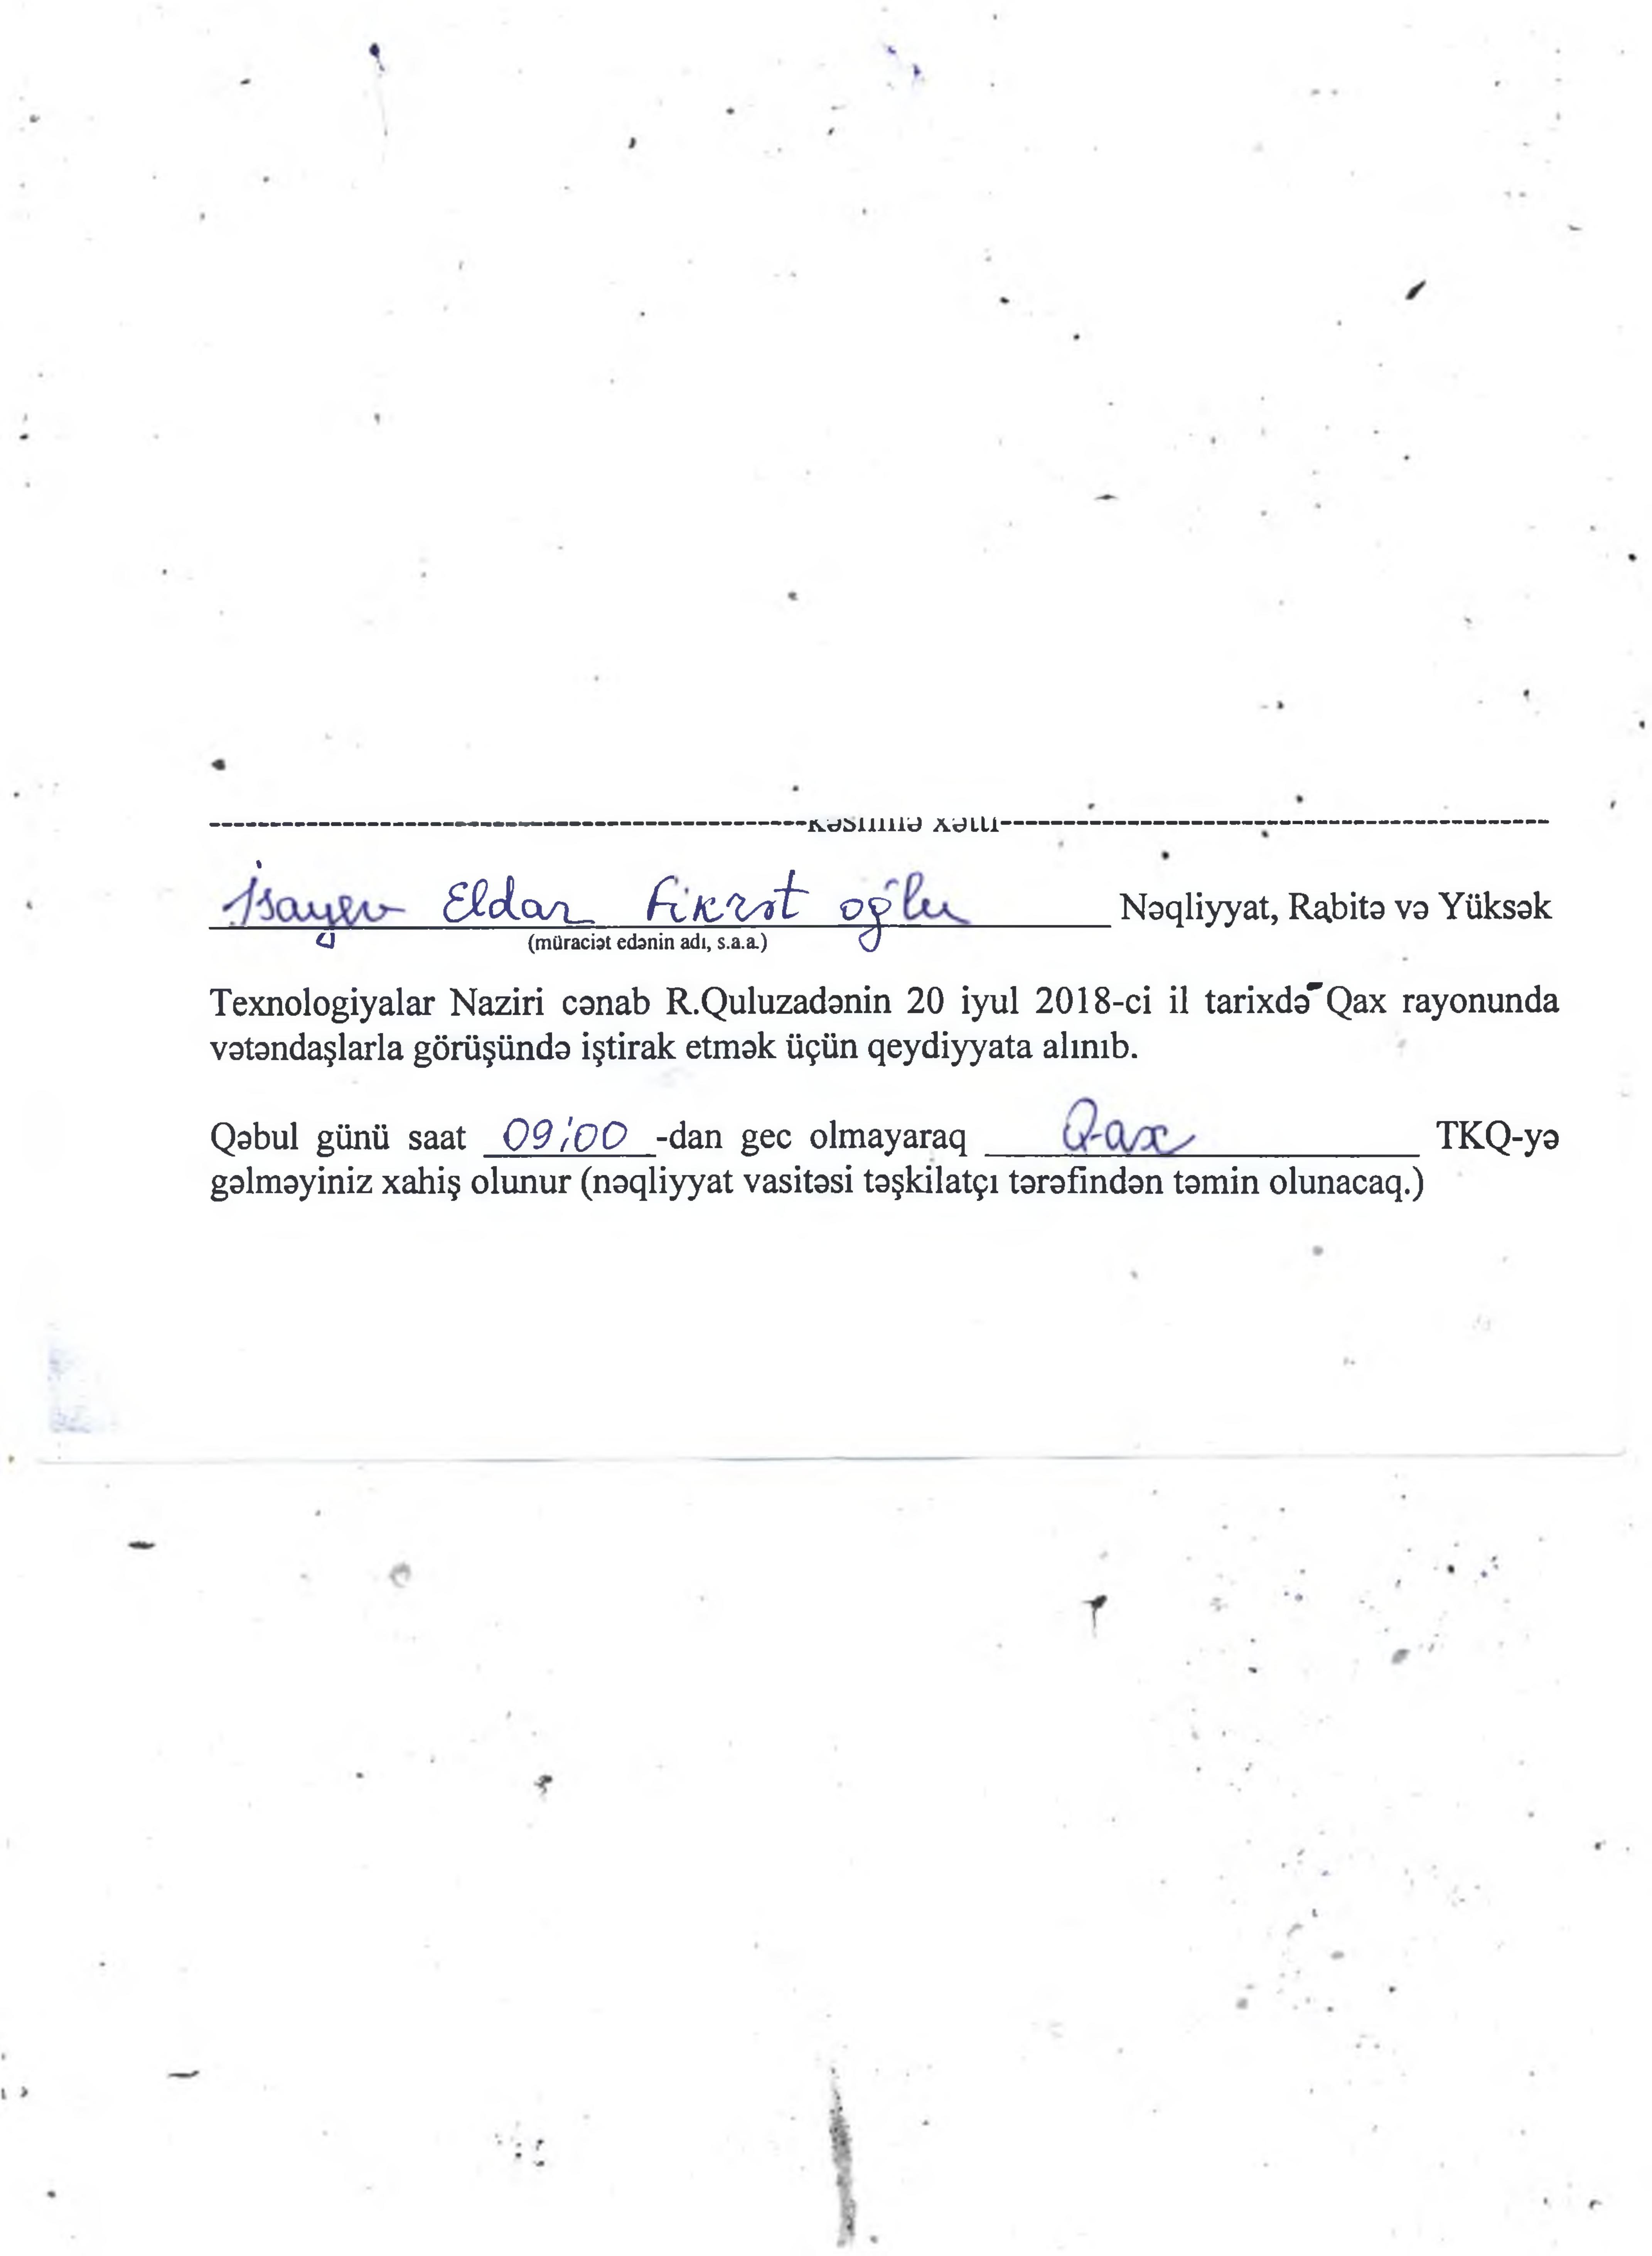 kəsilmə xətti
İsayev Eldar Fikrət oğlu Nəqliyyat, Rabitə və Yüksək
(müraciət edənin adı, s.a.a.)
Texnologiyalar Naziri cənab R.Quluzadənin 20 iyul 2018-ci il tarixdə Qax rayonunda
vətəndaşlarla görüşündə iştirak etmək üçün qeydiyyata alınıb.
Qəbul günü saat 09:00 -dan gec olmayaraq Qax TKQ-yə
gəlməyiniz xahiş olunur (nəqliyyat vasitəsi təşkilatçı tərəfindən təmin olunacaq.)